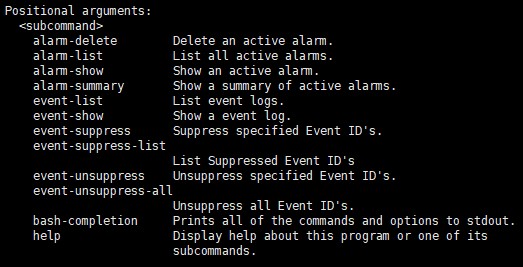 Positional arguments:
  <subcommand>
    alarm-delete        Delete an active alarm.
    alarm-list          List all active alarms.
    alarm-show          Show an active alarm.
    alarm-summary       Show a summary of active alarms.
    event-list          List event logs.
    event-show          Show a event log.
    event-suppress      Suppress specified Event ID's.
    event-suppress-list
                        List Suppressed Event ID's
    event-unsuppress    Unsuppress specified Event ID's.
    event-unsuppress-all
                        Unsuppress all Event ID's.
    bash-completion     Prints all of the commands and options to stdout.
    help                Display help about this program or one of its
                        subcommands.